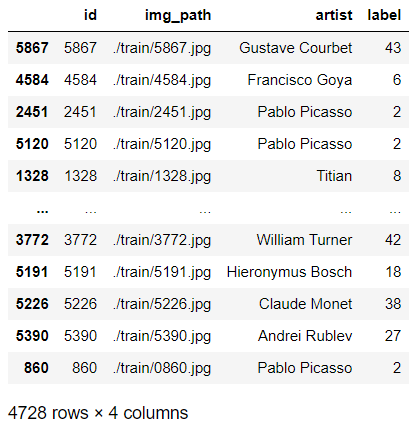 id img_path artist label
5867 5867 ./train/5867.jpg Gustave Courbet 43
4584 4584 ./train/4584.jpg Francisco Goya 6
2451 2451 ./train/2451.jpg Pablo Picasso 2
5120 5120 ./train/5120.jpg Pablo Picasso 2
1328 1328 ./train/1328.jpg Titian 8
... ... ... ... ...
3772 3772 ./train/3772.jpg William Turner 42
5191 5191 ./train/5191.jpg Hieronymus Bosch 18
5226 5226 ./train/5226.jpg Claude Monet 38
5390 5390 ./train/5390.jpg Andrei Rublev 27
860 860 ./train/0860.jpg Pablo Picasso 2
4728 rows × 4 columns